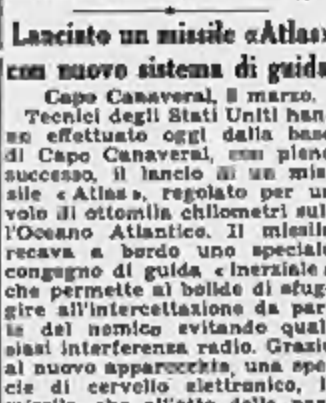 Lanciato un missile «Atlas»
con nuovo sistema di guida
Capo Canaveral, 8 marzo.
Tecnici degli Stati Uniti han-
no effettuato oggi dalla base
di Capo Canaveral, con pieno
successo, il lancio di un mis-
sile «Atlas», regolato per un
volo di ottomila chilometri sul-
l'Oceano Atlantico. Il missile
recava a bordo uno speciale
congegno di guida «inerziale»
che permette al bolide di sfug-
gire all'intercettazione da par-
te del nemico evitando qual-
siasi interferenza radio. Grazie
al nuovo apparecchio, una spe-
cie di cervello elettronico, i